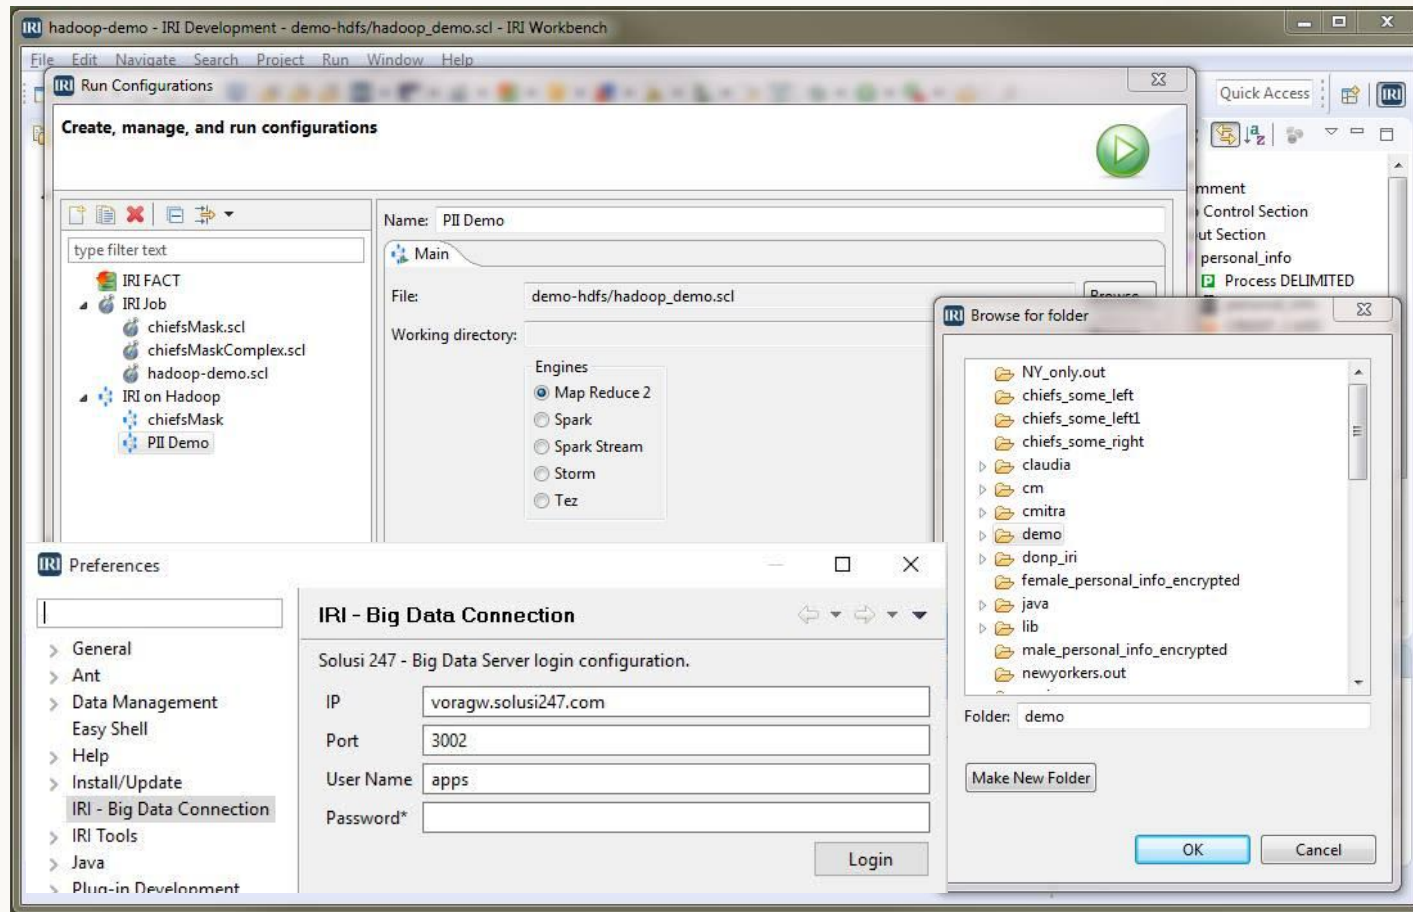 IRI hadoop-demo - IRI Development - demo-hdfs/hadoop_demo.scl - IRI Workbench
File Edit Navigate Search Project Run Window Help
IRI Run Configurations
Quick Access
IRI
Create, manage, and run configurations
mment
Control Section
ut Section
personal_info
Process DELIMITED
type filter text
IRI FACT
IRI Job
chiefsMask.scl
chiefsMaskComplex.scl
hadoop-demo.scl
IRI on Hadoop
chiefsMask
PII Demo
Name: PII Demo
Main
File: demo-hdfs/hadoop_demo.scl Browse...
Working directory:
Engines
Map Reduce 2
Spark
Spark Stream
Storm
Tez
IRI Browse for folder
NY_only.out
chiefs_some_left
chiefs_some_left1
chiefs_some_right
claudia
cm
cmitra
demo
donp_iri
female_personal_info_encrypted
java
lib
male_personal_info_encrypted
newyorkers.out
Folder: demo
Make New Folder
OK Cancel
IRI Preferences
General
Ant
Data Management
Easy Shell
Help
Install/Update
IRI - Big Data Connection
IRI Tools
Java
Plug-in Development
IRI - Big Data Connection
Solusi 247 - Big Data Server login configuration.
IP voragw.solusi247.com
Port 3002
User Name apps
Password*
Login